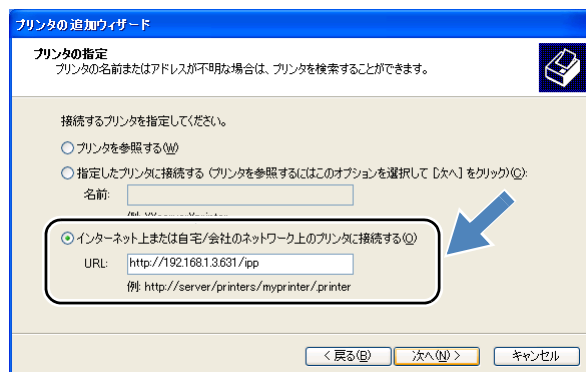 プリンタの追加ウィザード
プリンタの指定
プリンタの名前またはアドレスが不明な場合は、プリンタを検索することができます。
接続するプリンタを指定してください。
プリンタを参照する(W)
指定したプリンタに接続する (プリンタを参照するにはこのオプションを選択して [次へ] をクリック)(C):
名前:
インターネット上または自宅/会社のネットワーク上のプリンタに接続する(O)
URL: http://192.168.1.3.631/ipp
例: http://server/printers/myprinter/.printer
< 戻る(B) 次へ(N) > キャンセル